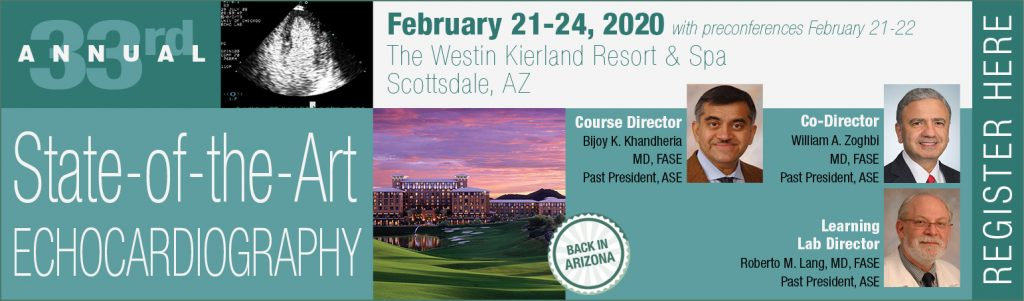 33rd
ANNUAL
February 21-24, 2020 with preconferences February 21-22
The Westin Kierland Resort & Spa
Scottsdale, AZ
State-of-the-Art
ECHOCARDIOGRAPHY
Course Director
Bijoy K. Khandheria
MD, FASE
Past President, ASE
Co-Director
William A. Zoghbi
MD, FASE
Past President, ASE
Learning
Lab Director
Roberto M. Lang, MD, FASE
Past President, ASE
BACK IN
ARIZONA
REGISTER HERE